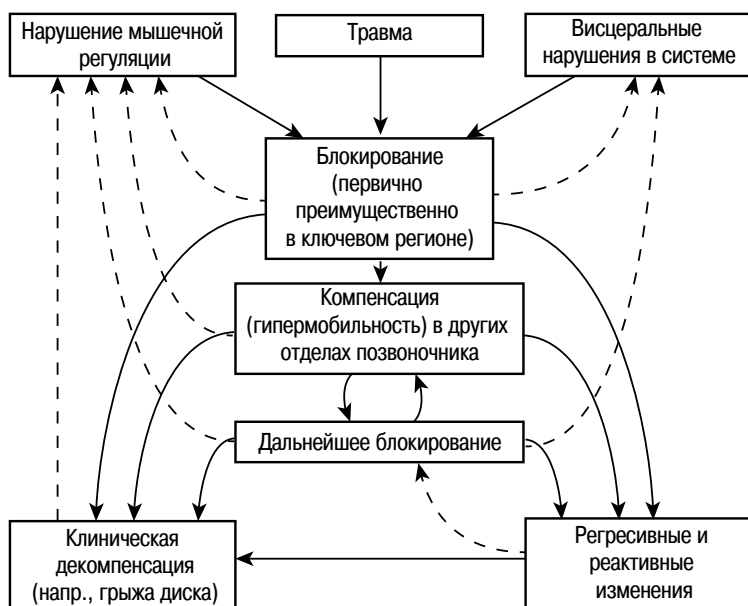 Нарушение мышечной
регуляции
Травма
Висцеральные
нарушения в системе
Блокирование
(первично
преимущественно
в ключевом регионе)
Компенсация
(гипермобильность) в других
отделах позвоночника
Дальнейшее блокирование
Клиническая
декомпенсация
(напр., грыжа диска)
Регресивные и
реактивные
изменения